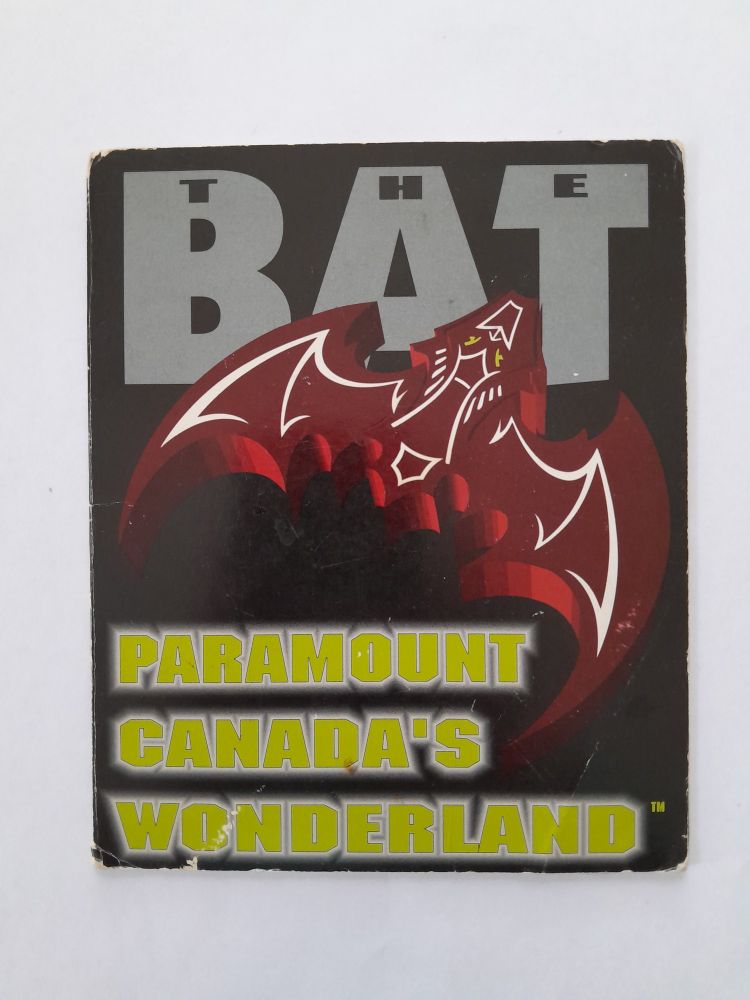 THE
BAT
PARAMOUNT
CANADA'S
WONDERLAND™